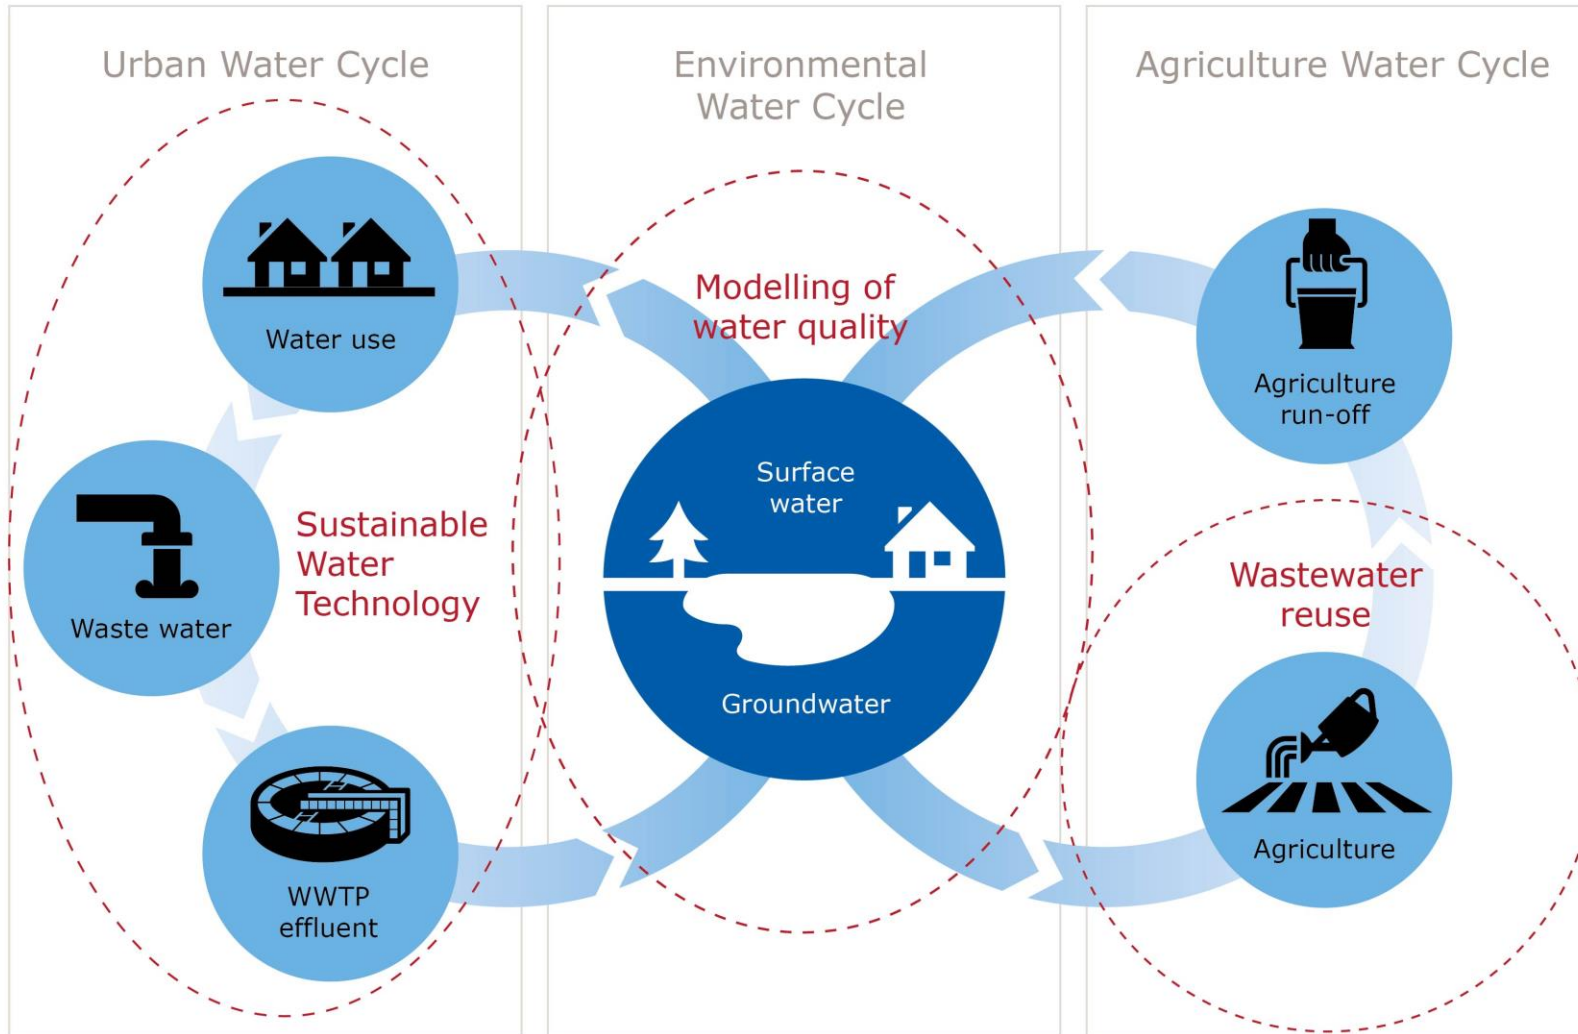 Urban Water Cycle
Environmental
Water Cycle
Agriculture Water Cycle
Water use
Waste water
Sustainable
Water
Technology
WWTP
effluent
Modelling of
water quality
Surface
water
Groundwater
Agriculture
run-off
Wastewater
reuse
Agriculture